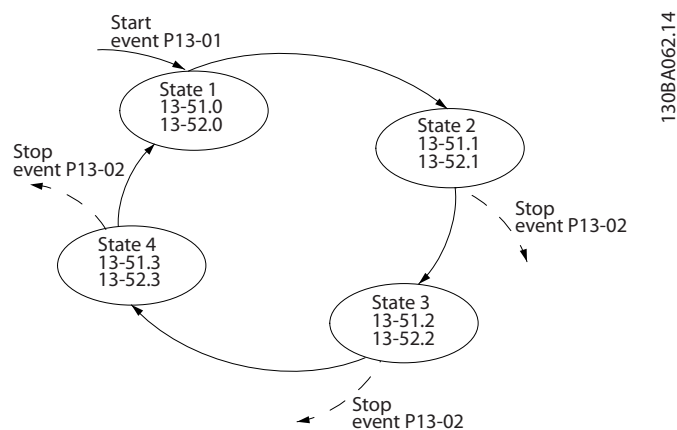 Start
event P13-01
State 1
13-51.0
13-52.0
State 2
13-51.1
13-52.1
Stop
event P13-02
Stop
event P13-02
State 4
13-51.3
13-52.3
State 3
13-51.2
13-52.2
Stop
event P13-02
130BA062.14